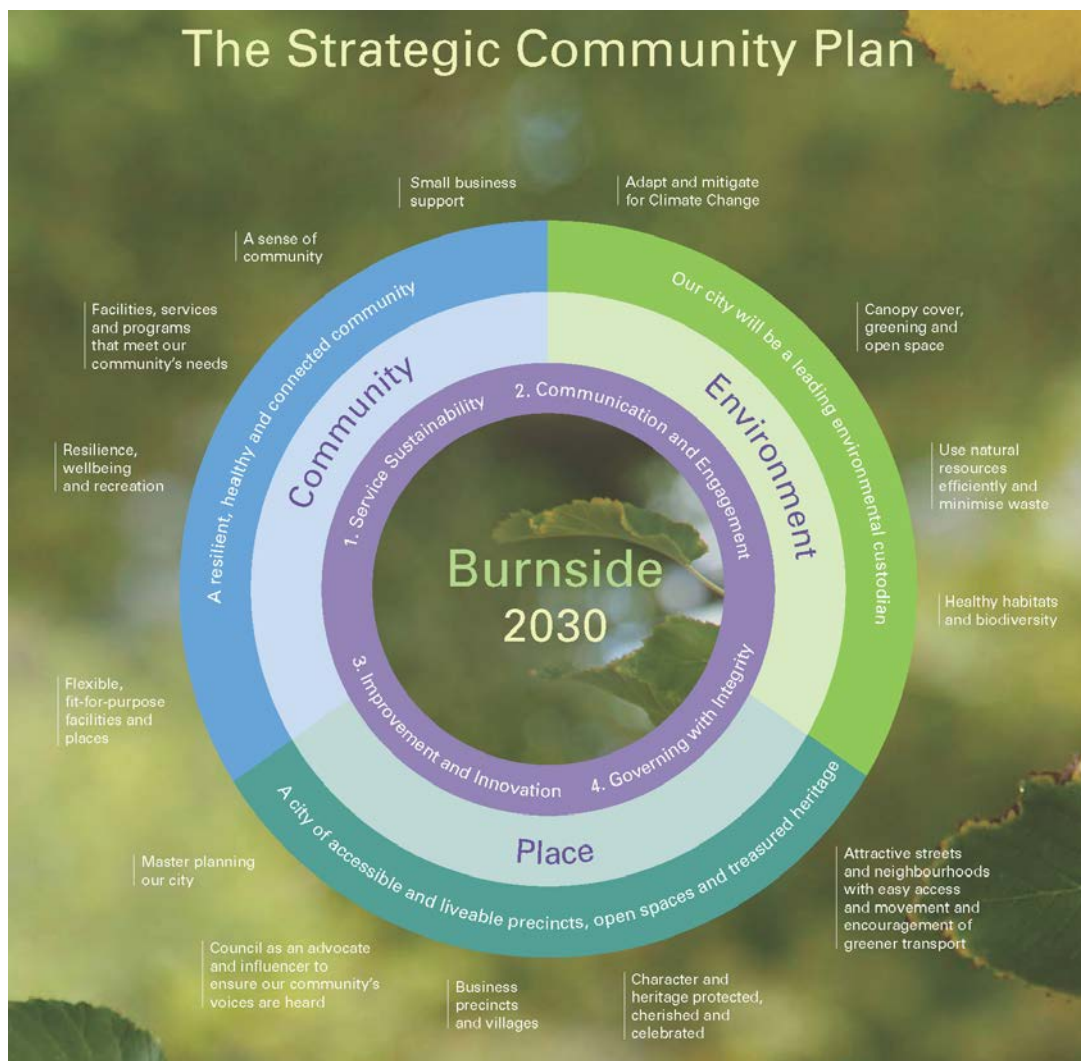 The Strategic Community Plan
Small business
support
Adapt and mitigate
for Climate Change
A sense of
community
Facilities, services
and programs
that meet our
community's needs
Canopy cover,
greening and
open space
Resilience,
wellbeing
and recreation
Use natural
resources
efficiently and
minimise waste
Healthy habitats
and biodiversity
Flexible,
fit-for-purpose
facilities and
places
A resilient, healthy and connected community
Our city will be a leading environmental custodian
Community
Environment
1. Service Sustainability
2. Communication and Engagement
Burnside
2030
3. Improvement and Innovation
4. Governing with Integrity
Place
A city of accessible and liveable precincts, open spaces and treasured heritage
Master planning
our city
Attractive streets
and neighbourhoods
with easy access
and movement and
encouragement of
greener transport
Council as an advocate
and influencer to
ensure our community's
voices are heard
Business
precincts
and villages
Character and
heritage protected,
cherished and
celebrated